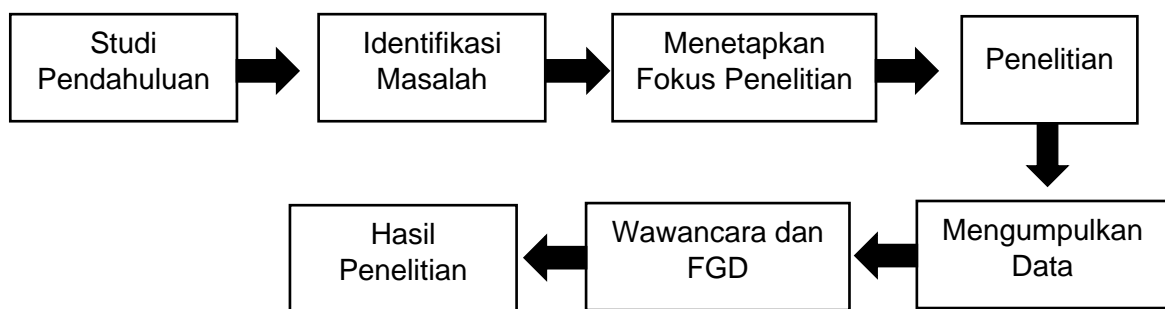 Studi
Pendahuluan
Identifikasi
Masalah
Menetapkan
Fokus Penelitian
Penelitian
Mengumpulkan
Data
Wawancara dan
FGD
Hasil
Penelitian